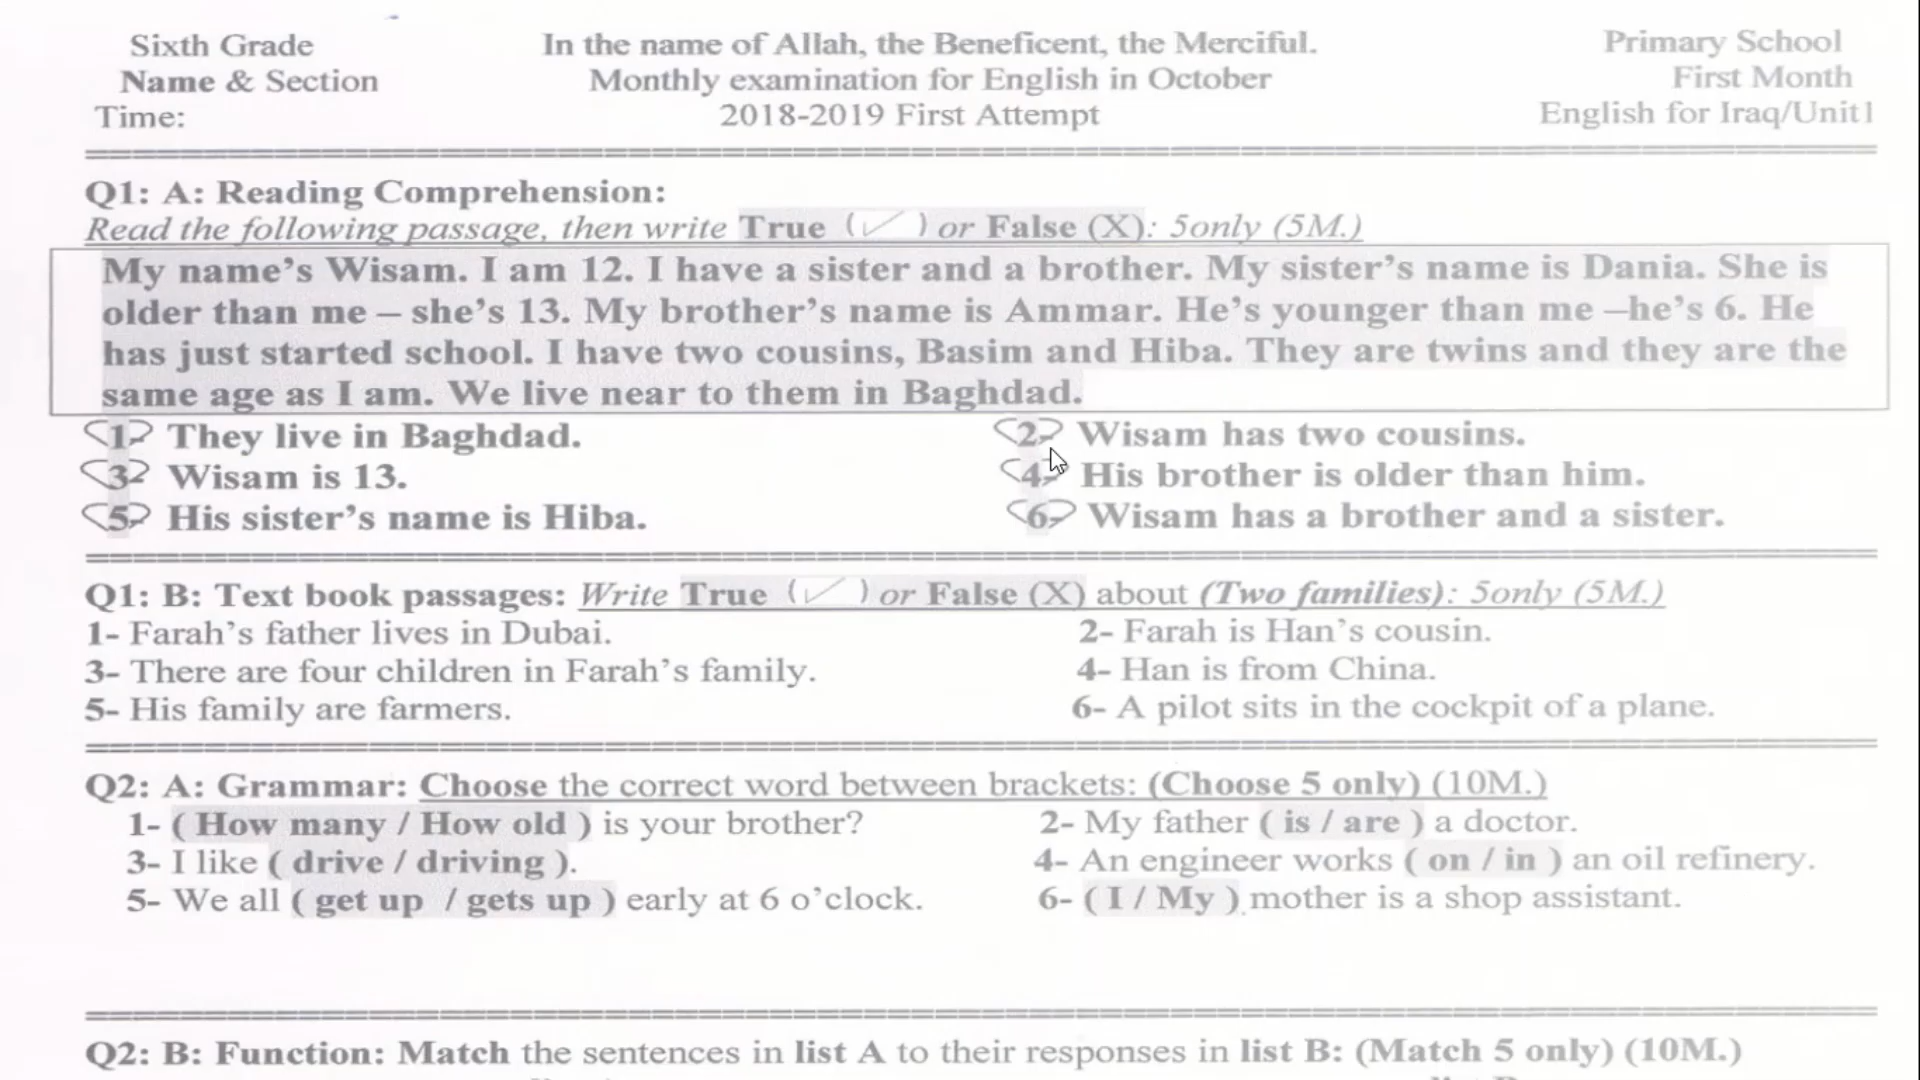 Sixth Grade In the name of Allah, the Beneficent, the Merciful. Primary School
Name & Section Monthly examination for English in October First Month
Time: 2018-2019 First Attempt English for Iraq/Unit1
Q1: A: Reading Comprehension:
Read the following passage, then write True (✓) or False (X): 5only (5M.)
My name's Wisam. I am 12. I have a sister and a brother. My sister's name is Dania. She is
older than me – she's 13. My brother's name is Ammar. He's younger than me –he's 6. He
has just started school. I have two cousins, Basim and Hiba. They are twins and they are the
same age as I am. We live near to them in Baghdad.
1- They live in Baghdad. 2- Wisam has two cousins.
3- Wisam is 13. 4- His brother is older than him.
5- His sister's name is Hiba. 6- Wisam has a brother and a sister.
Q1: B: Text book passages: Write True (✓) or False (X) about (Two families): 5only (5M.)
1- Farah's father lives in Dubai. 2- Farah is Han's cousin.
3- There are four children in Farah's family. 4- Han is from China.
5- His family are farmers. 6- A pilot sits in the cockpit of a plane.
Q2: A: Grammar: Choose the correct word between brackets: (Choose 5 only) (10M.)
1- ( How many / How old ) is your brother? 2- My father ( is / are ) a doctor.
3- I like ( drive / driving ). 4- An engineer works ( on / in ) an oil refinery.
5- We all ( get up / gets up ) early at 6 o'clock. 6- ( I / My ) mother is a shop assistant.
Q2: B: Function: Match the sentences in list A to their responses in list B: (Match 5 only) (10M.)